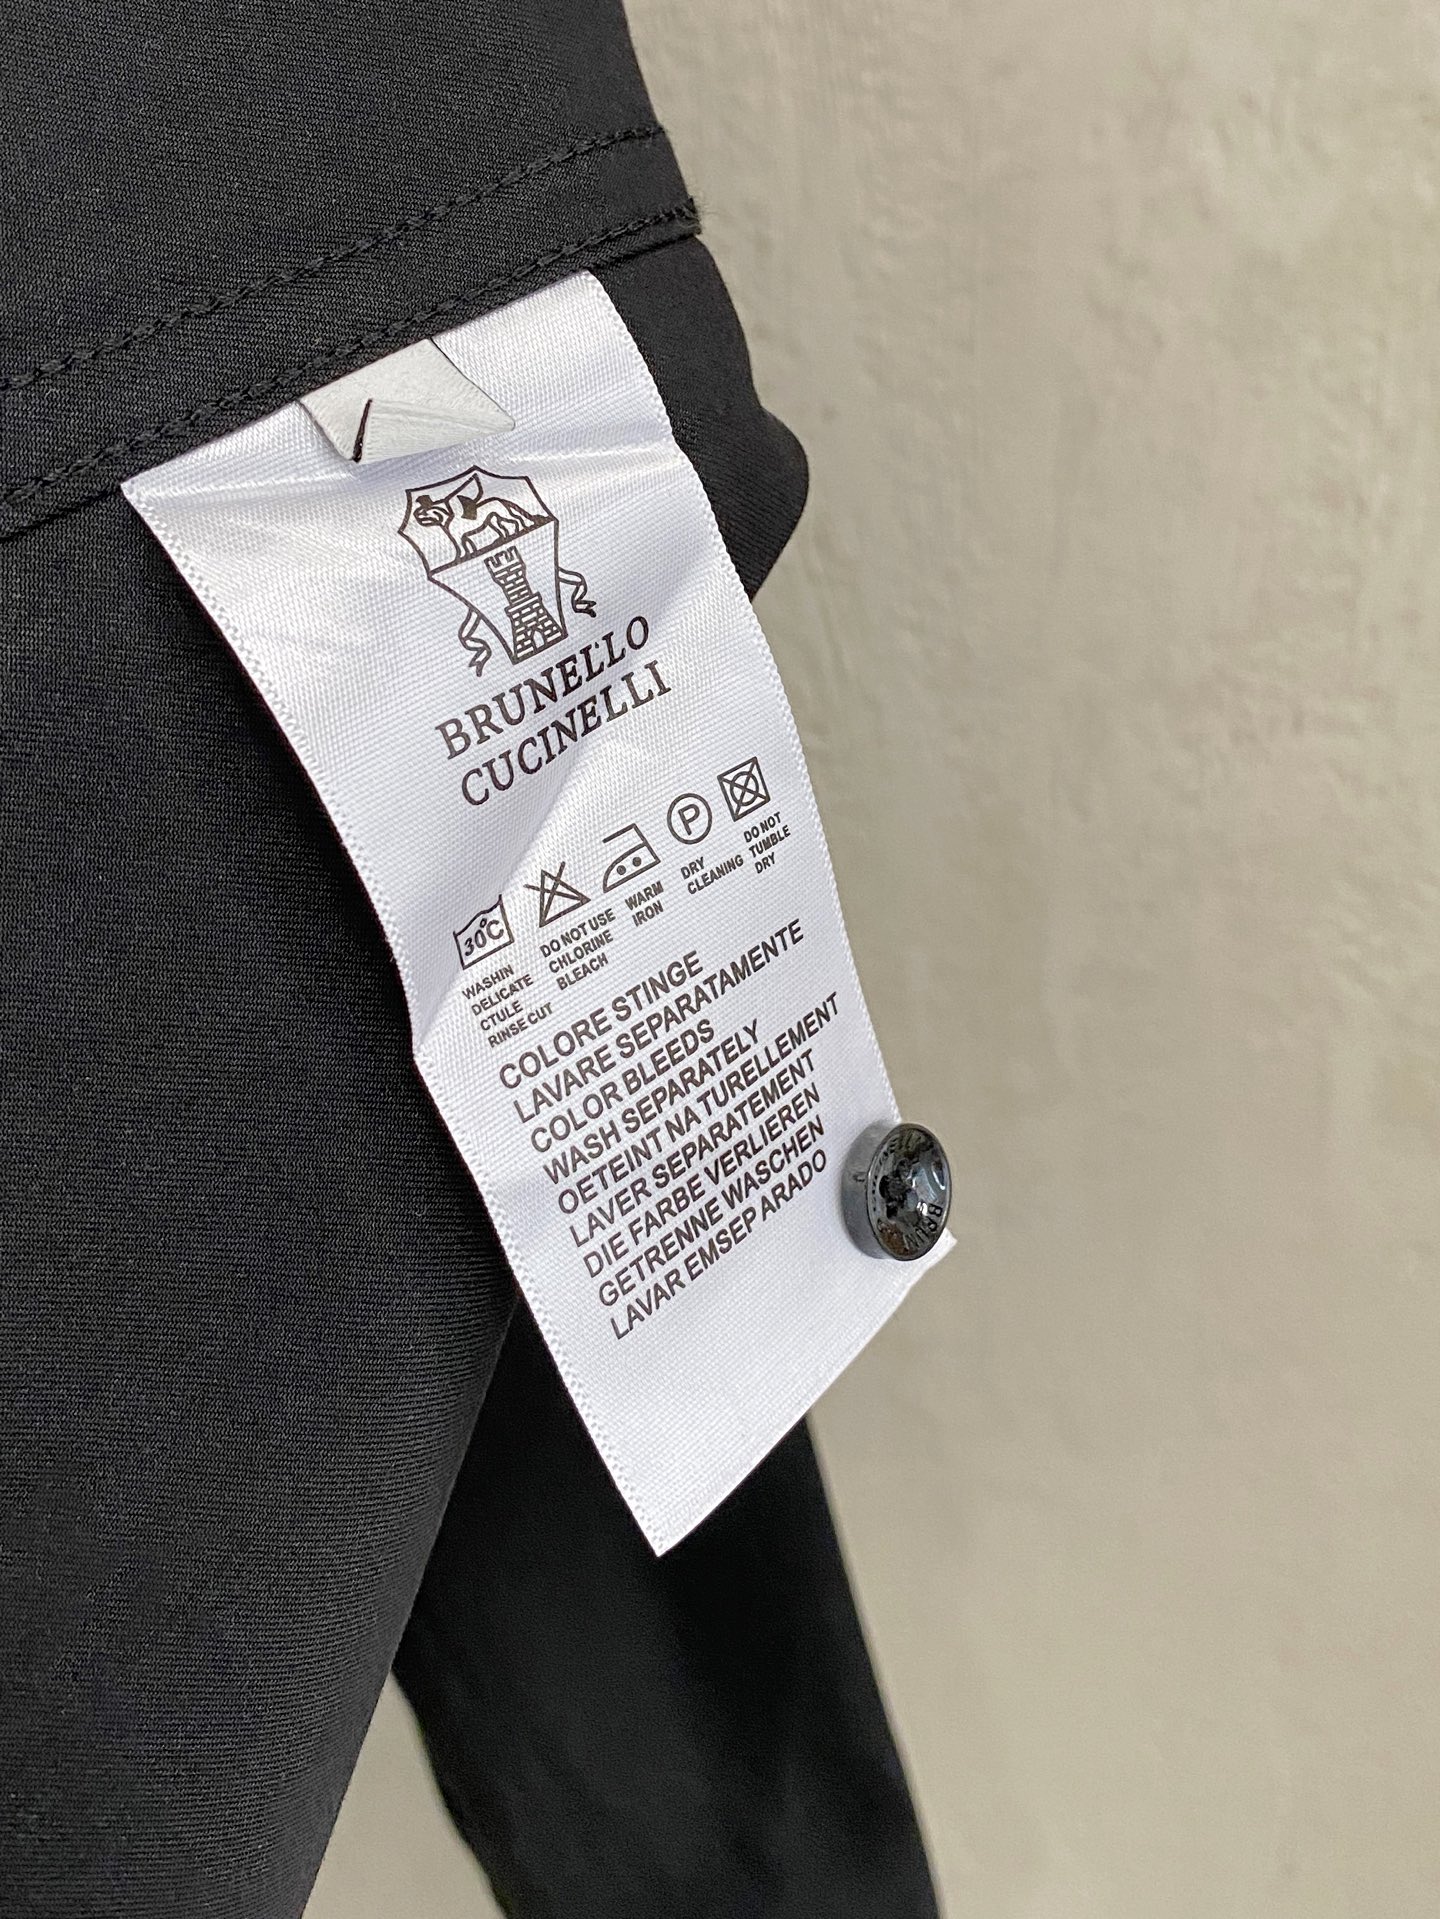 BRUNELLO
CUCINELLI
30°C
P
WASHIN
DELICATE
CTULE
RINSE CUT
DO NOT USE
CHLORINE
BLEACH
WARM
IRON
DRY
CLEANING
DO NOT
TUMBLE
DRY
COLORE STINGE
LAVARE SEPARATAMENTE
COLOR BLEEDS
WASH SEPARATELY
OETEINT NA TURELLEMENT
LAVER SEPARATEMENT
DIE FARBE VERLIEREN
GETRENNE WASCHEN
LAVAR EMSEP ARADO